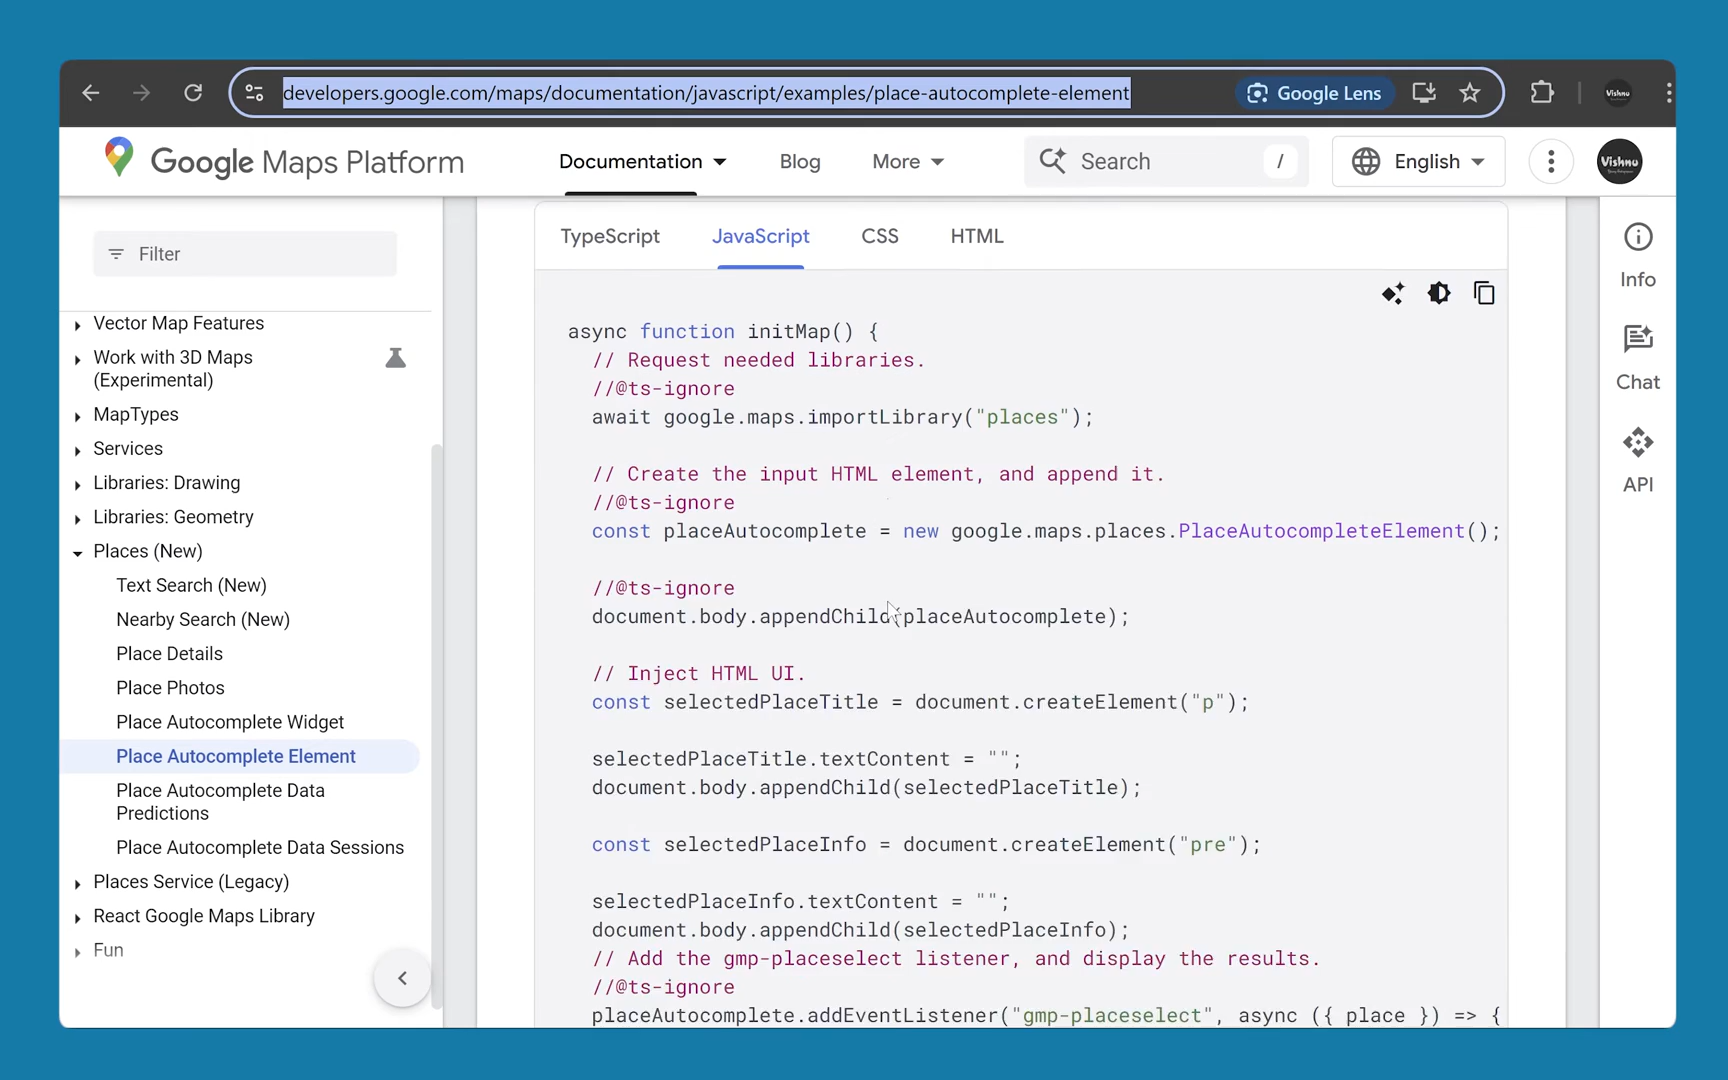 developers.google.com/maps/documentation/javascript/examples/place-autocomplete-element
Google Lens
Vishnu
Google Maps Platform
Documentation
Blog
More
Search
/
English
Vishnu
Filter
Vector Map Features
Work with 3D Maps
(Experimental)
MapTypes
Services
Libraries: Drawing
Libraries: Geometry
Places (New)
Text Search (New)
Nearby Search (New)
Place Details
Place Photos
Place Autocomplete Widget
Place Autocomplete Element
Place Autocomplete Data
Predictions
Place Autocomplete Data Sessions
Places Service (Legacy)
React Google Maps Library
Fun
TypeScript
JavaScript
CSS
HTML
async function initMap() {
// Request needed libraries.
//@ts-ignore
await google.maps.importLibrary("places");
// Create the input HTML element, and append it.
//@ts-ignore
const placeAutocomplete = new google.maps.places.PlaceAutocompleteElement();
//@ts-ignore
document.body.appendChild(placeAutocomplete);
// Inject HTML UI.
const selectedPlaceTitle = document.createElement("p");
selectedPlaceTitle.textContent = "";
document.body.appendChild(selectedPlaceTitle);
const selectedPlaceInfo = document.createElement("pre");
selectedPlaceInfo.textContent = "";
document.body.appendChild(selectedPlaceInfo);
// Add the gmp-placeselect listener, and display the results.
//@ts-ignore
placeAutocomplete.addEventListener("gmp-placeselect", async ({ place }) => {
Info
Chat
API